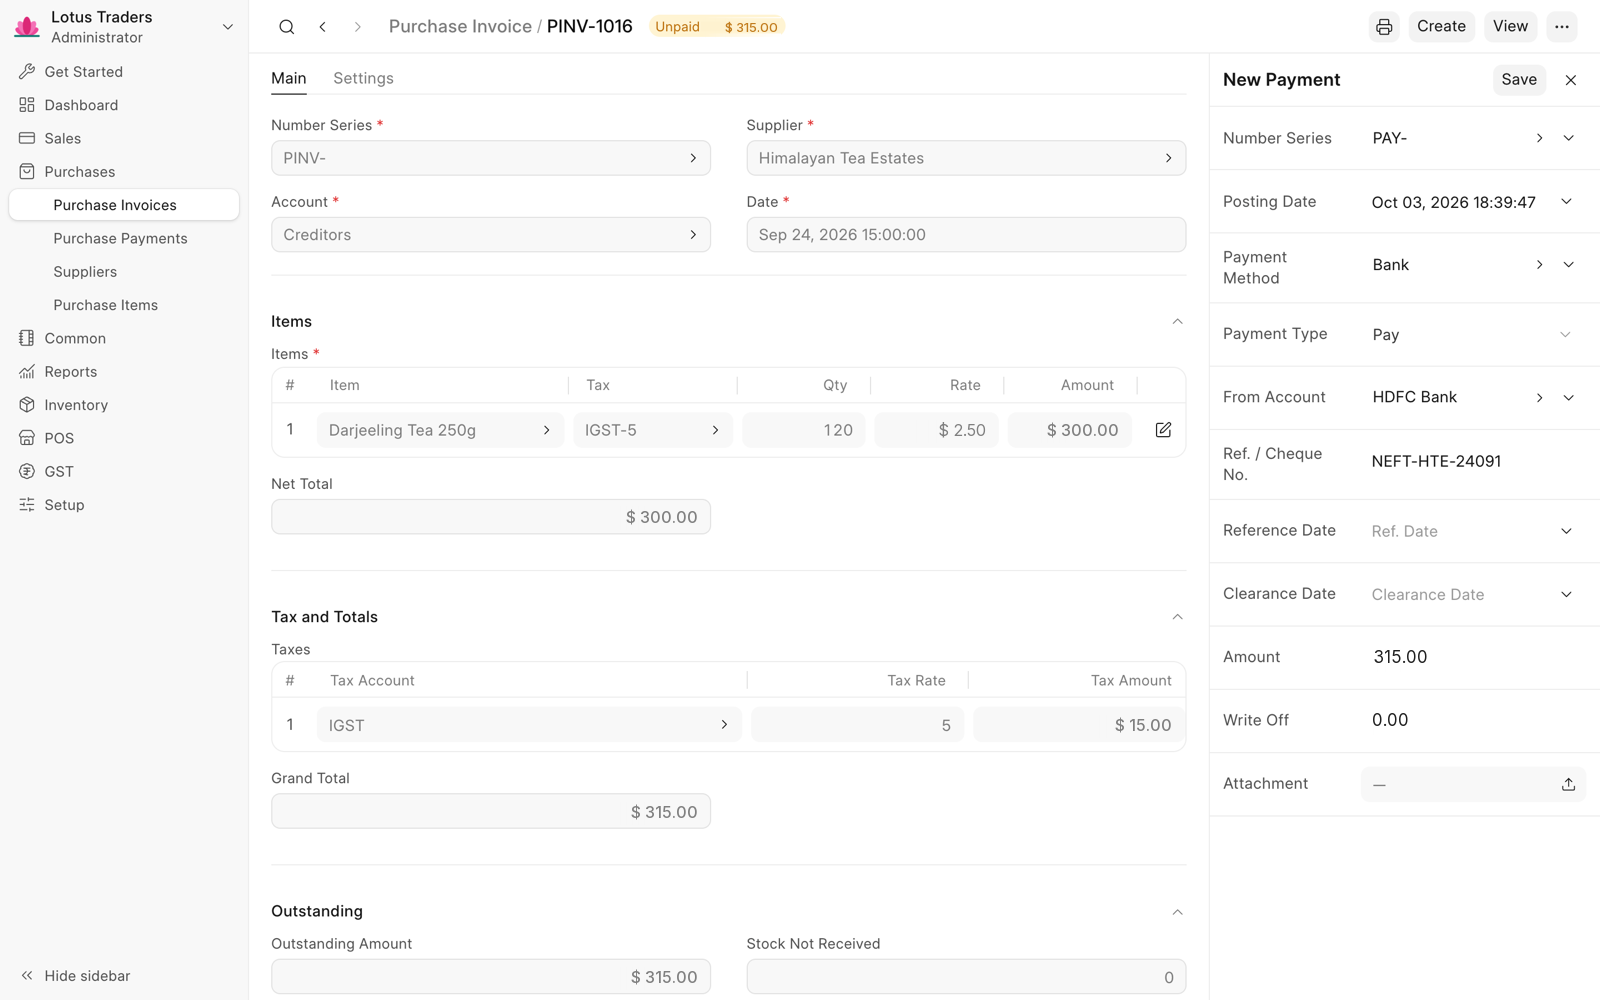 Lotus Traders
Administrator
Get Started
Dashboard
Sales
Purchases
Purchase Invoices
Purchase Payments
Suppliers
Purchase Items
Common
Reports
Inventory
POS
GST
Setup
Hide sidebar
Purchase Invoice / PINV-1016 Unpaid $ 315.00
Create View
Main Settings
Number Series * Supplier *
PINV- Himalayan Tea Estates
Account * Date *
Creditors Sep 24, 2026 15:00:00
Items
Items *
# Item Tax Qty Rate Amount
1 Darjeeling Tea 250g IGST-5 120 $ 2.50 $ 300.00
Net Total
$ 300.00
Tax and Totals
Taxes
# Tax Account Tax Rate Tax Amount
1 IGST 5 $ 15.00
Grand Total
$ 315.00
Outstanding
Outstanding Amount Stock Not Received
$ 315.00 0
New Payment Save
Number Series PAY-
Posting Date Oct 03, 2026 18:39:47
Payment
Method Bank
Payment Type Pay
From Account HDFC Bank
Ref. / Cheque
No. NEFT-HTE-24091
Reference Date Ref. Date
Clearance Date Clearance Date
Amount 315.00
Write Off 0.00
Attachment —